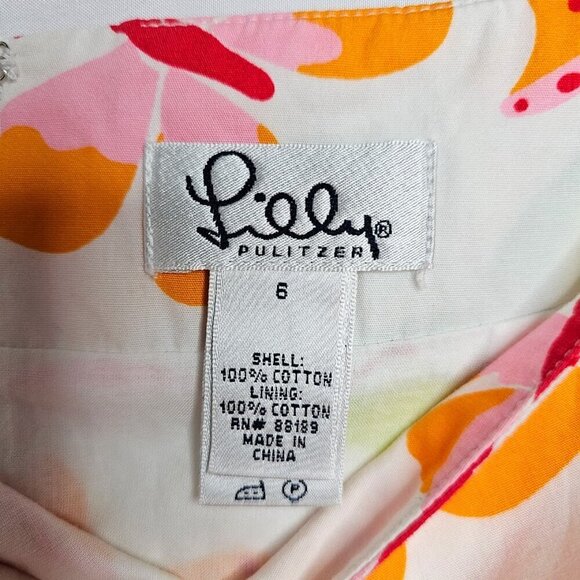 Lilly®
PULITZER
6
SHELL:
100% COTTON
LINING:
100% COTTON
RN# 88189
MADE IN
CHINA
P